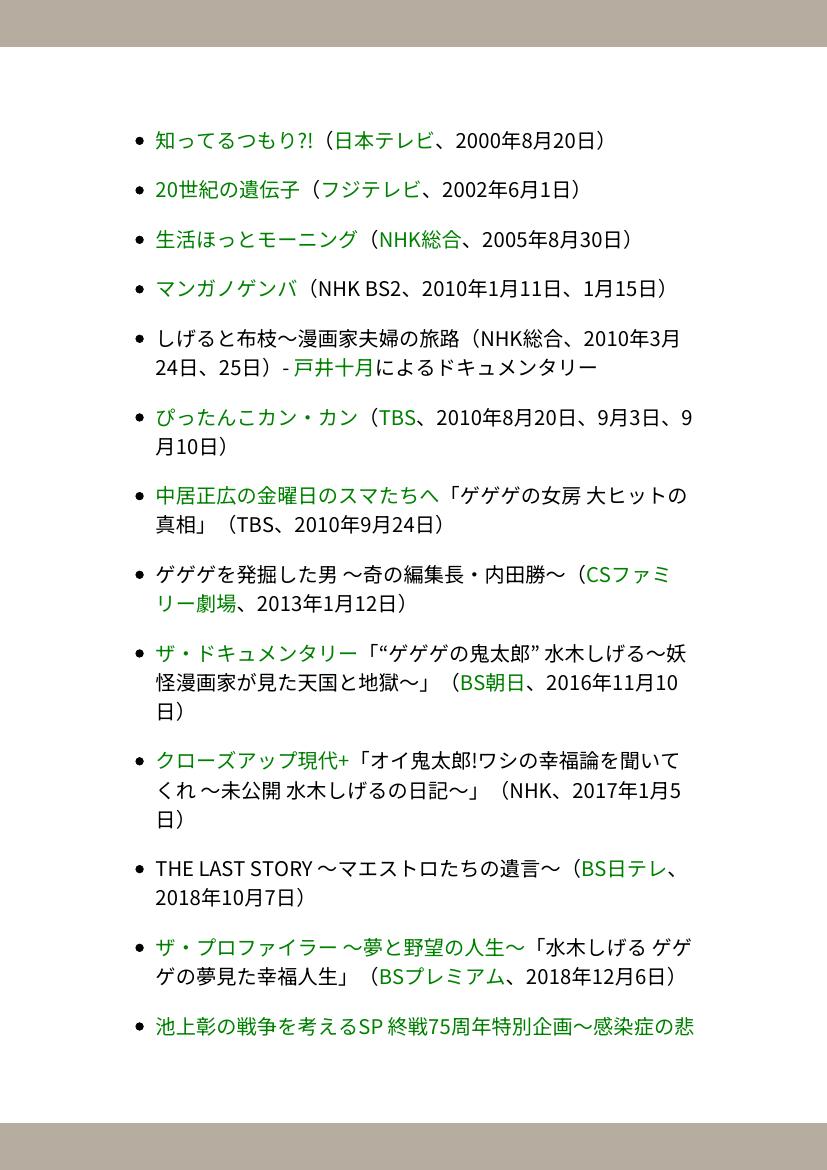 知ってるつもり?!（日本テレビ、2000年8月20日）
20世紀の遺伝子（フジテレビ、2002年6月1日）
生活ほっとモーニング（NHK総合、2005年8月30日）
マンガノゲンバ（NHK BS2、2010年1月11日、1月15日）
しげると布枝〜漫画家夫婦の旅路（NHK総合、2010年3月
24日、25日）- 戸井十月によるドキュメンタリー
ぴったんこカン・カン（TBS、2010年8月20日、9月3日、9
月10日）
中居正広の金曜日のスマたちへ「ゲゲゲの女房 大ヒットの
真相」（TBS、2010年9月24日）
ゲゲゲを発掘した男 〜奇の編集長・内田勝〜（CSファミ
リー劇場、2013年1月12日）
ザ・ドキュメンタリー「“ゲゲゲの鬼太郎” 水木しげる〜妖
怪漫画家が見た天国と地獄〜」（BS朝日、2016年11月10
日）
クローズアップ現代+「オイ鬼太郎!ワシの幸福論を聞いて
くれ 〜未公開 水木しげるの日記〜」（NHK、2017年1月5
日）
THE LAST STORY 〜マエストロたちの遺言〜（BS日テレ、
2018年10月7日）
ザ・プロファイラー 〜夢と野望の人生〜「水木しげる ゲゲ
ゲの夢見た幸福人生」（BSプレミアム、2018年12月6日）
池上彰の戦争を考えるSP 終戦75周年特別企画〜感染症の悲